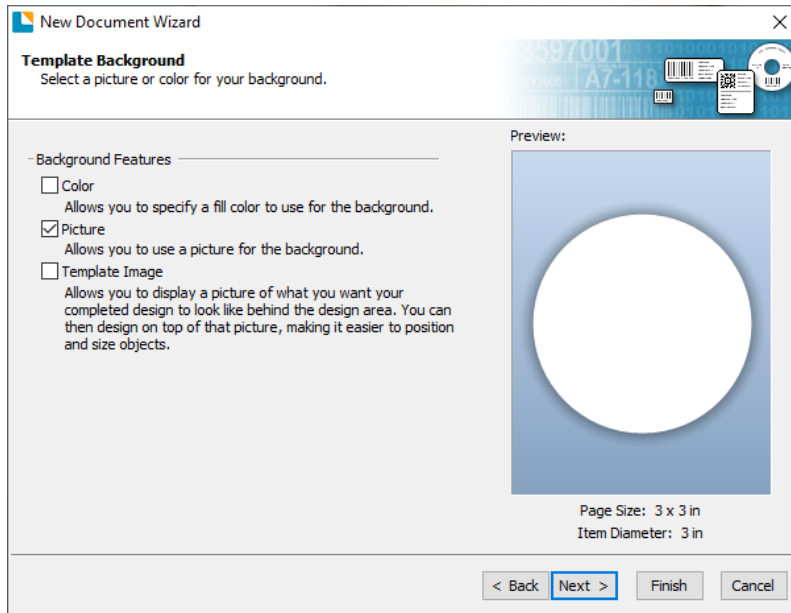 New Document Wizard
Template Background
Select a picture or color for your background.
3597001
A7-118
Preview:
Background Features
Color
Allows you to specify a fill color to use for the background.
Picture
Allows you to use a picture for the background.
Template Image
Allows you to display a picture of what you want your
completed design to look like behind the design area. You can
then design on top of that picture, making it easier to position
and size objects.
Page Size: 3 x 3 in
Item Diameter: 3 in
< Back
Next >
Finish
Cancel